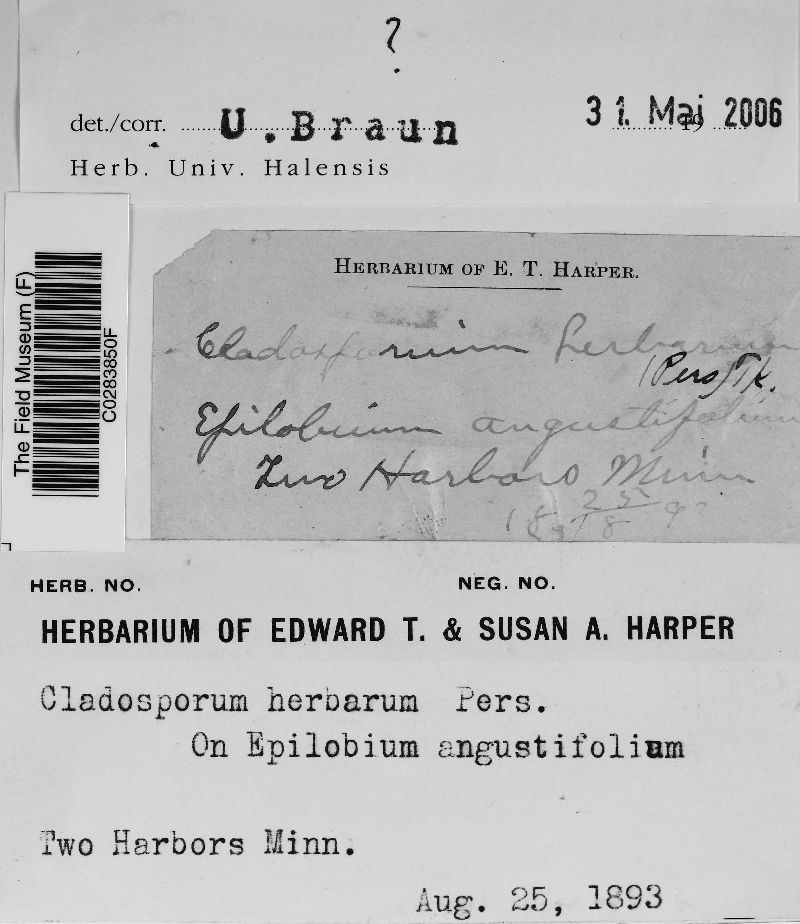 ?
det./corr. U. Braun 31. Mai 2006
Herb. Univ. Halensis
The Field Museum (F)
C0283850F
HERBARIUM OF E. T. HARPER.
Cladosporium herbarum
(Pers) Tk.
Epilobium angustifolium
Two Harbors Minn
HERB. NO. NEG. NO.
HERBARIUM OF EDWARD T. & SUSAN A. HARPER
Cladosporum herbarum Pers.
On Epilobium angustifolium
Two Harbors Minn.
Aug. 25, 1893